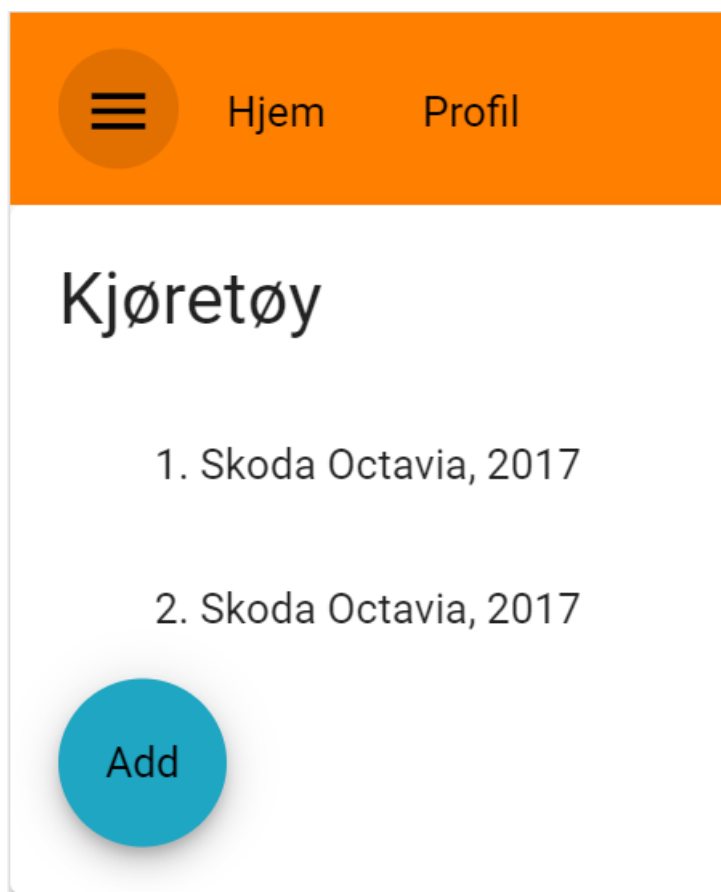 Hjem Profil
Kjøretøy
1. Skoda Octavia, 2017
2. Skoda Octavia, 2017
Add